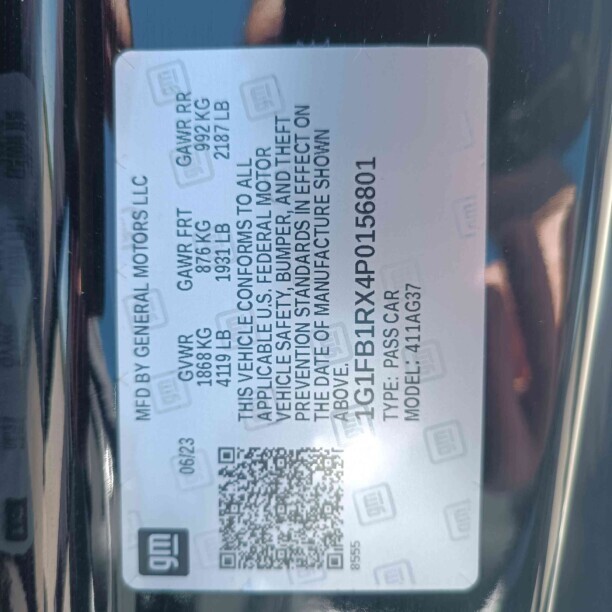 gm
MFD BY GENERAL MOTORS LLC
06/23
GVWR GAWR FRT GAWR RR
1868 KG 876 KG 992 KG
4119 LB 1931 LB 2187 LB
THIS VEHICLE CONFORMS TO ALL
APPLICABLE U.S. FEDERAL MOTOR
VEHICLE SAFETY, BUMPER, AND THEFT
PREVENTION STANDARDS IN EFFECT ON
THE DATE OF MANUFACTURE SHOWN
ABOVE.
1G1FB1RX4P0156801
TYPE: PASS CAR
MODEL: 411AG37
8555